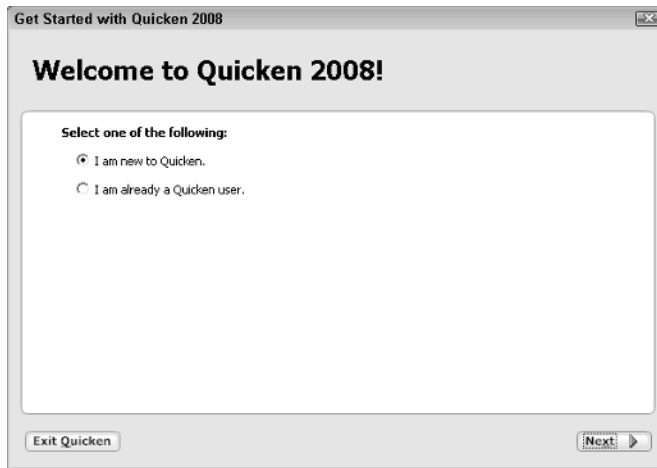 Get Started with Quicken 2008
Welcome to Quicken 2008!
Select one of the following:
I am new to Quicken.
I am already a Quicken user.
Exit Quicken
Next